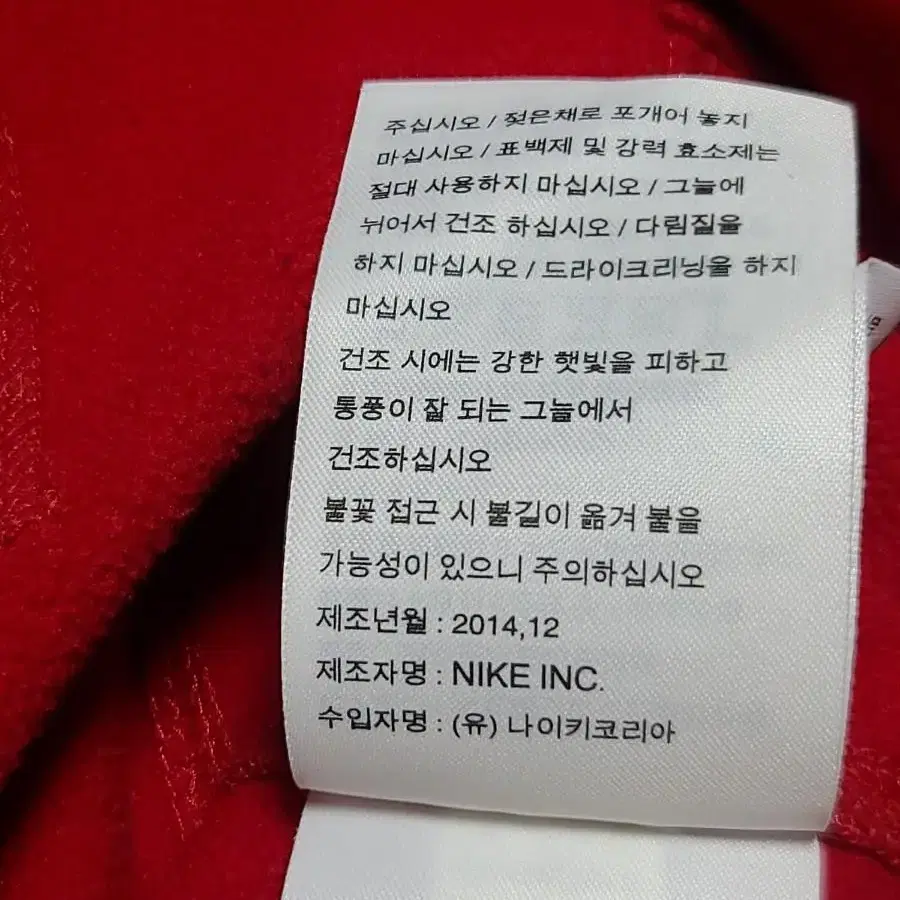 주십시오 / 젖은채로 포개어 놓지
마십시오 / 표백제 및 강력 효소제는
절대 사용하지 마십시오 / 그늘에
뉘어서 건조 하십시오 / 다림질을
하지 마십시오 / 드라이크리닝을 하지
마십시오
건조 시에는 강한 햇빛을 피하고
통풍이 잘 되는 그늘에서
건조하십시오
불꽃 접근 시 불길이 옮겨 붙을
가능성이 있으니 주의하십시오
제조년월 : 2014,12
제조자명 : NIKE INC.
수입자명 : (유) 나이키코리아